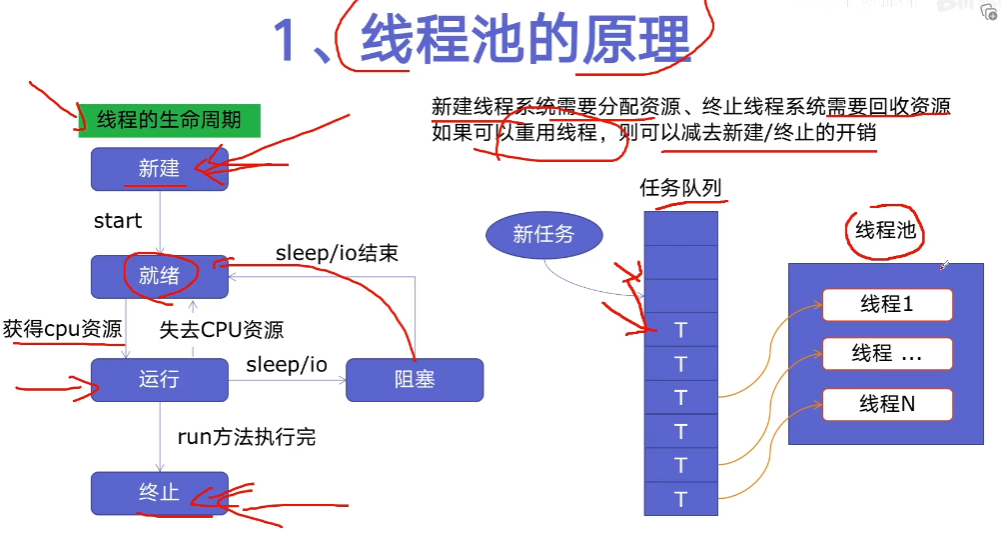 1、线程池的原理
线程的生命周期
新建线程系统需要分配资源、终止线程系统需要回收资源
如果可以重用线程，则可以减去新建/终止的开销
新建
start
就绪
sleep/io结束
获得cpu资源
失去CPU资源
运行
sleep/io
阻塞
run方法执行完
终止
任务队列
新任务
T
T
T
T
T
T
线程池
线程1
线程 ...
线程N